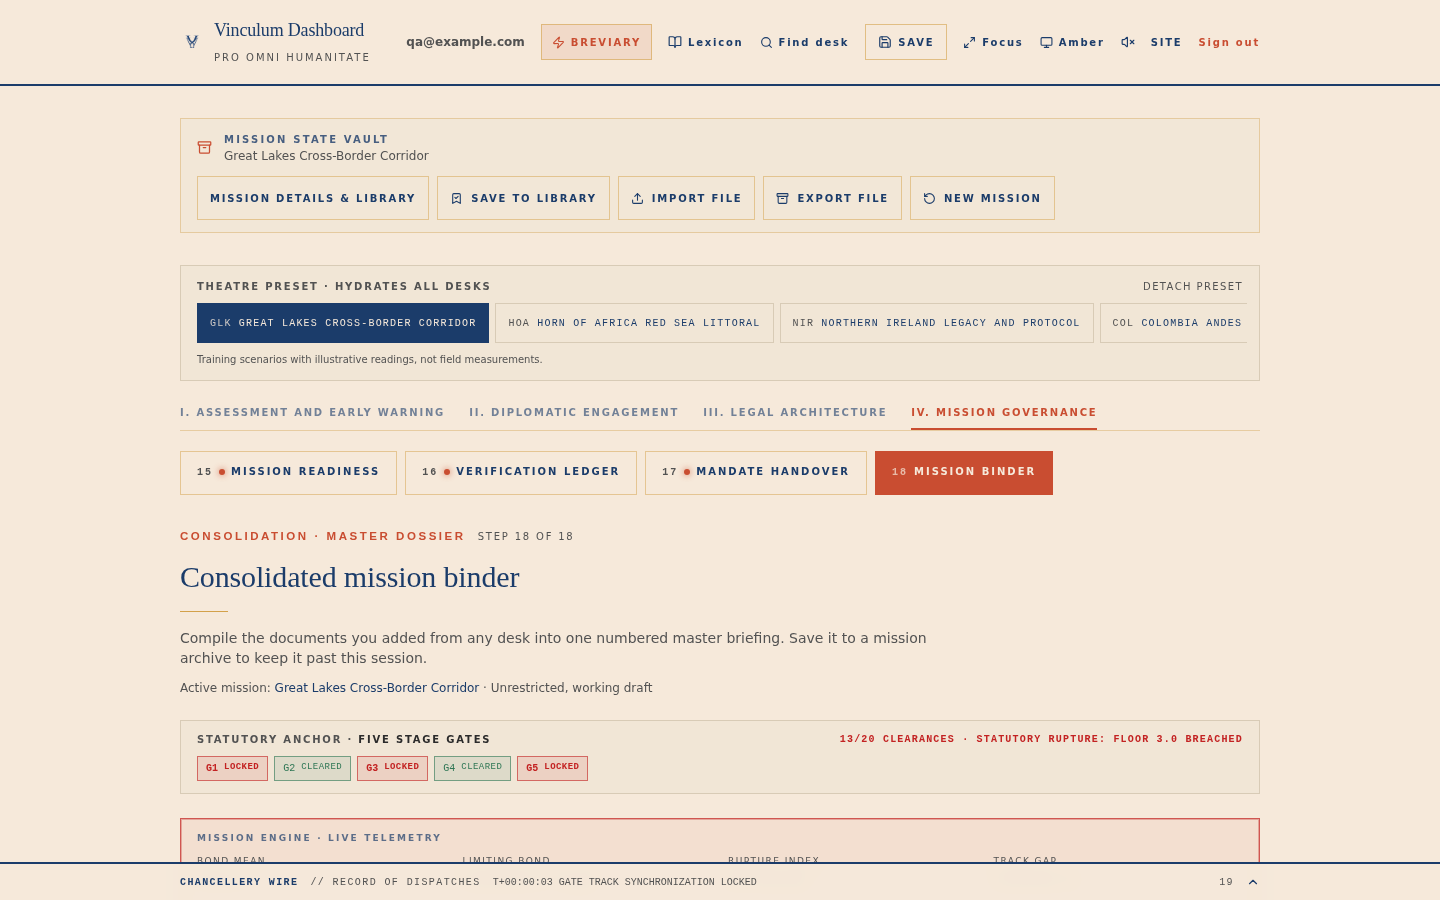 Vinculum Dashboard
PRO OMNI HUMANITATE
qa@example.com
BREVIARY
Lexicon
Find desk
SAVE
Focus
Amber
SITE
Sign out
MISSION STATE VAULT
Great Lakes Cross-Border Corridor
MISSION DETAILS & LIBRARY
SAVE TO LIBRARY
IMPORT FILE
EXPORT FILE
NEW MISSION
THEATRE PRESET · HYDRATES ALL DESKS
DETACH PRESET
GLK GREAT LAKES CROSS-BORDER CORRIDOR
HOA HORN OF AFRICA RED SEA LITTORAL
NIR NORTHERN IRELAND LEGACY AND PROTOCOL
COL COLOMBIA ANDES
Training scenarios with illustrative readings, not field measurements.
I. ASSESSMENT AND EARLY WARNING
II. DIPLOMATIC ENGAGEMENT
III. LEGAL ARCHITECTURE
IV. MISSION GOVERNANCE
15 MISSION READINESS
16 VERIFICATION LEDGER
17 MANDATE HANDOVER
18 MISSION BINDER
CONSOLIDATION · MASTER DOSSIER STEP 18 OF 18
Consolidated mission binder
Compile the documents you added from any desk into one numbered master briefing. Save it to a mission
archive to keep it past this session.
Active mission: Great Lakes Cross-Border Corridor · Unrestricted, working draft
STATUTORY ANCHOR · FIVE STAGE GATES
13/20 CLEARANCES · STATUTORY RUPTURE: FLOOR 3.0 BREACHED
G1 LOCKED
G2 CLEARED
G3 LOCKED
G4 CLEARED
G5 LOCKED
MISSION ENGINE · LIVE TELEMETRY
BOND MEAN
LIMITING BOND
RUPTURE INDEX
TRACK GAP
CHANCELLERY WIRE // RECORD OF DISPATCHES T+00:00:03 GATE TRACK SYNCHRONIZATION LOCKED
19